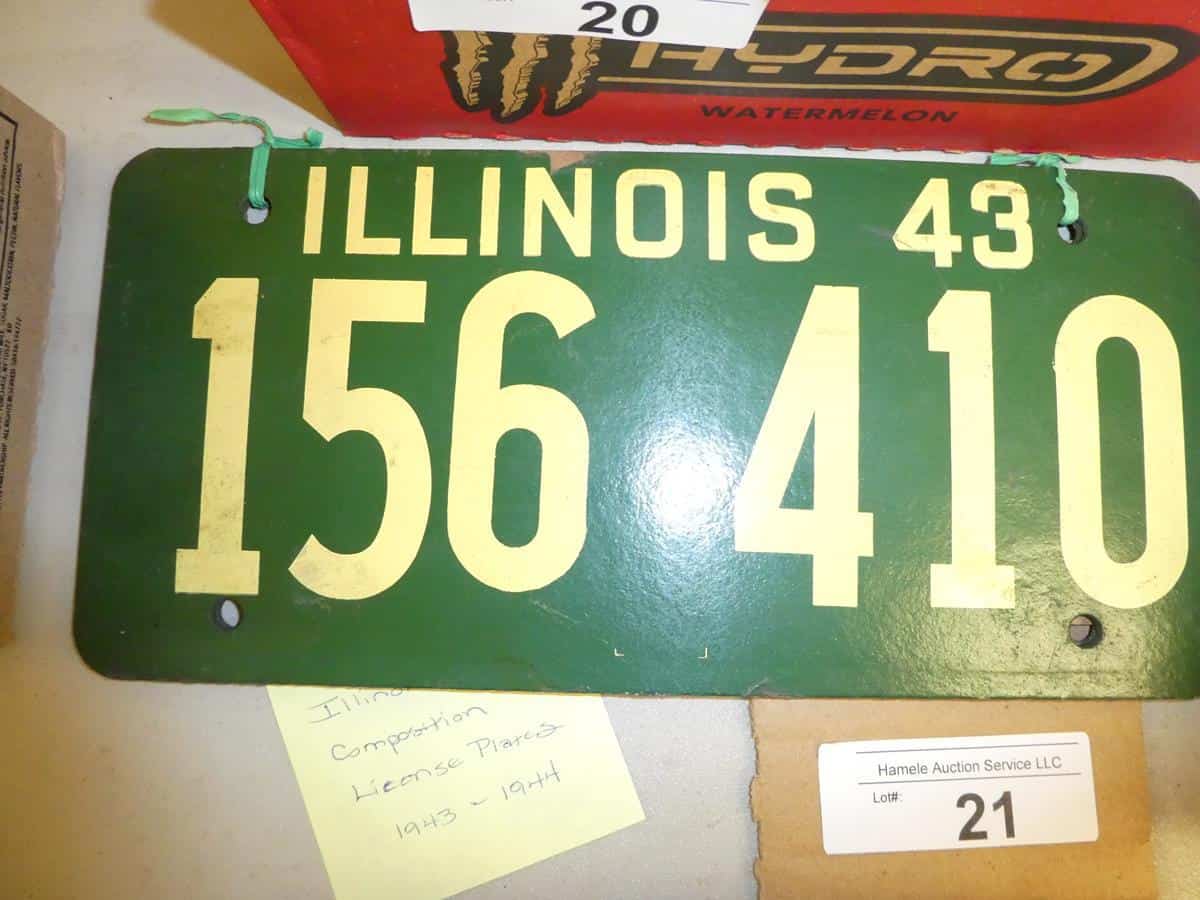 20
HYDRO
WATERMELON
ILLINOIS 43
156 410
Composition
License Plates
1943 - 1944
Hamele Auction Service LLC
Lot#:
21